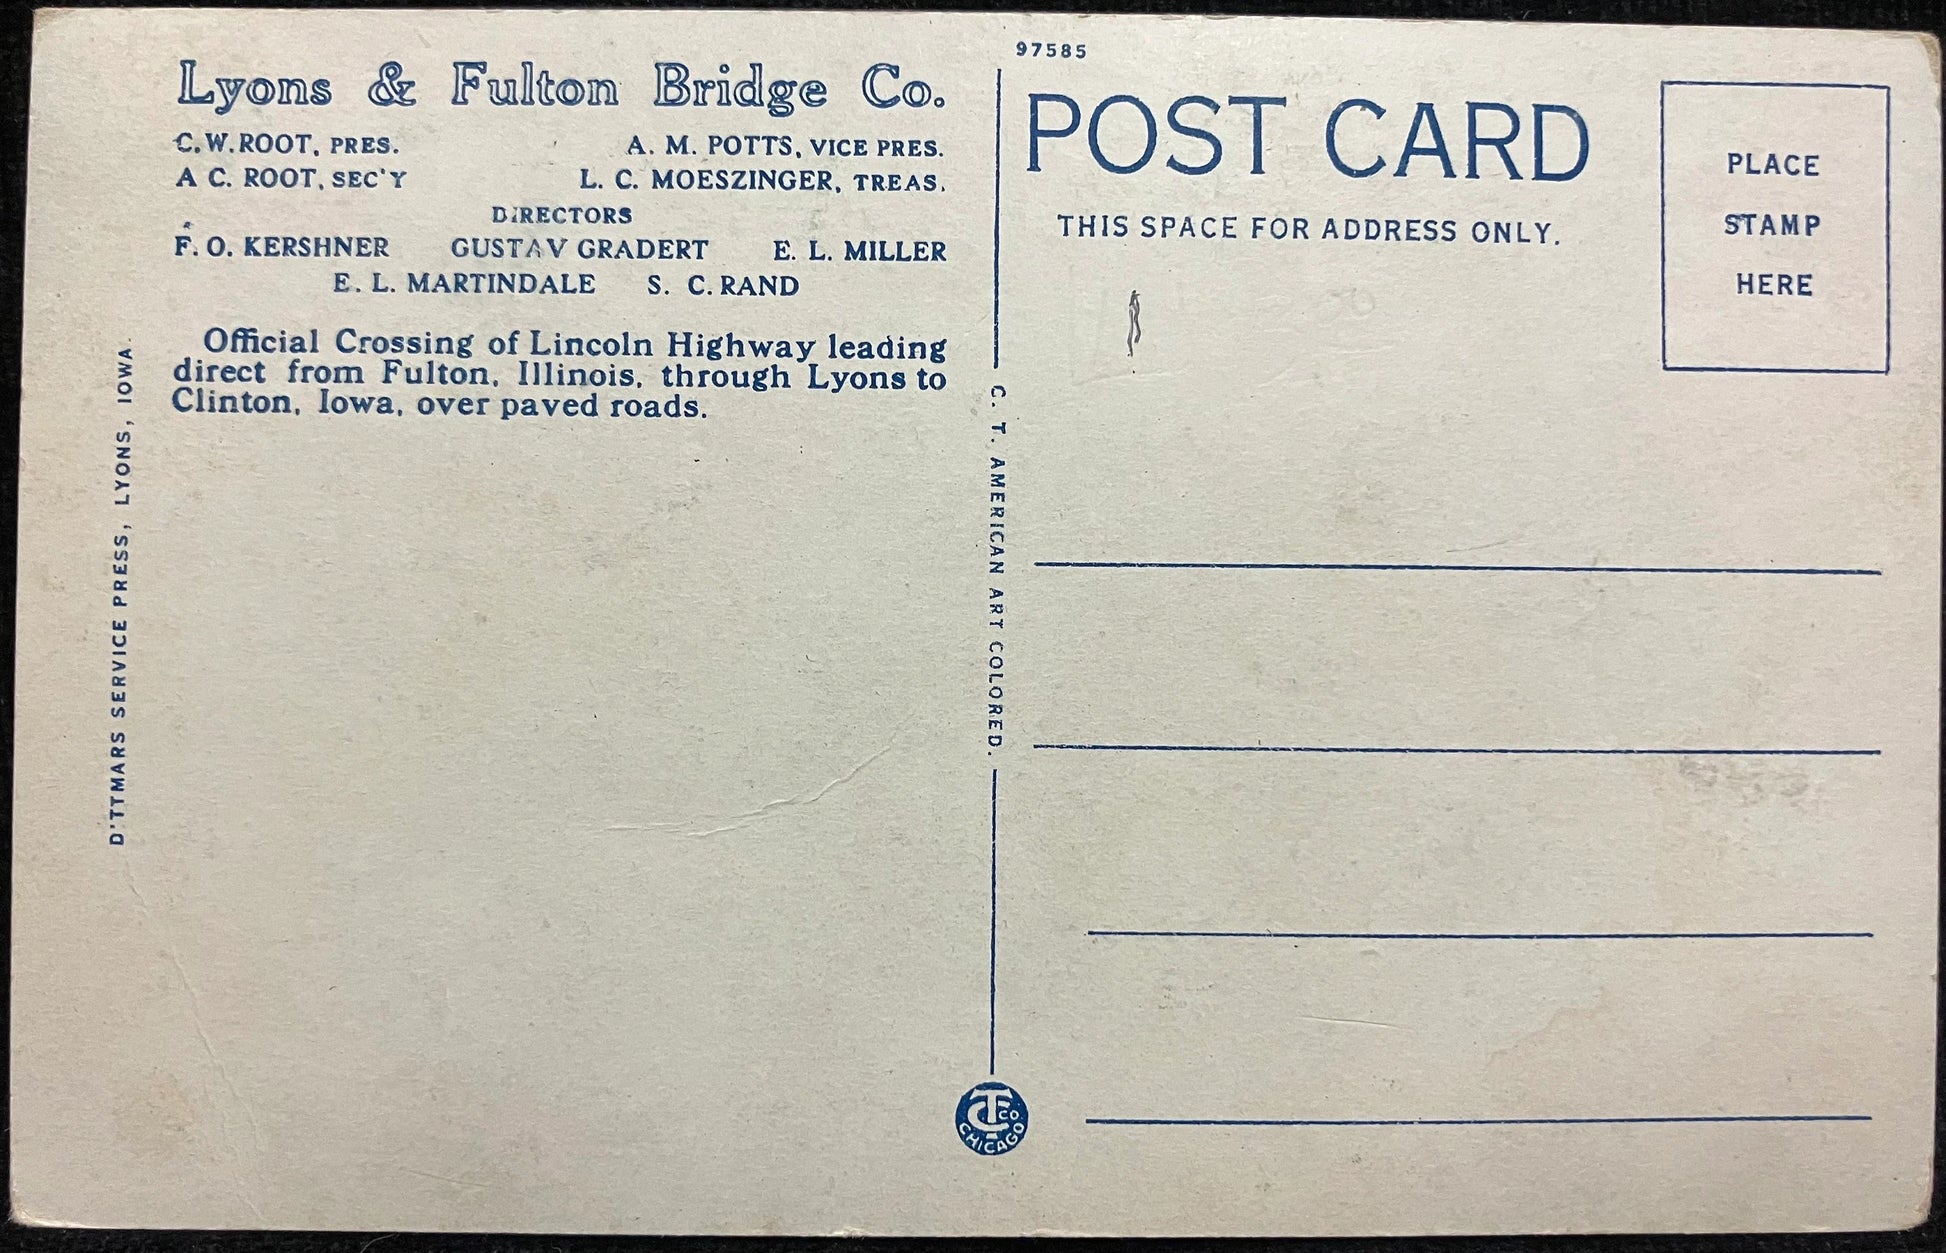 Lyons & Fulton Bridge Co.
C. W. ROOT, PRES. A. M. POTTS, VICE PRES.
A C. ROOT, SEC'Y L. C. MOESZINGER, TREAS.
DIRECTORS
F. O. KERSHNER GUSTAV GRADERT E. L. MILLER
E. L. MARTINDALE S. C. RAND
Official Crossing of Lincoln Highway leading
direct from Fulton, Illinois, through Lyons to
Clinton, Iowa, over paved roads.
D'TTMARS SERVICE PRESS, LYONS, IOWA.
97585
POST CARD
THIS SPACE FOR ADDRESS ONLY.
PLACE
STAMP
HERE
C. T. AMERICAN ART COLORED.
CT CO
CHICAGO